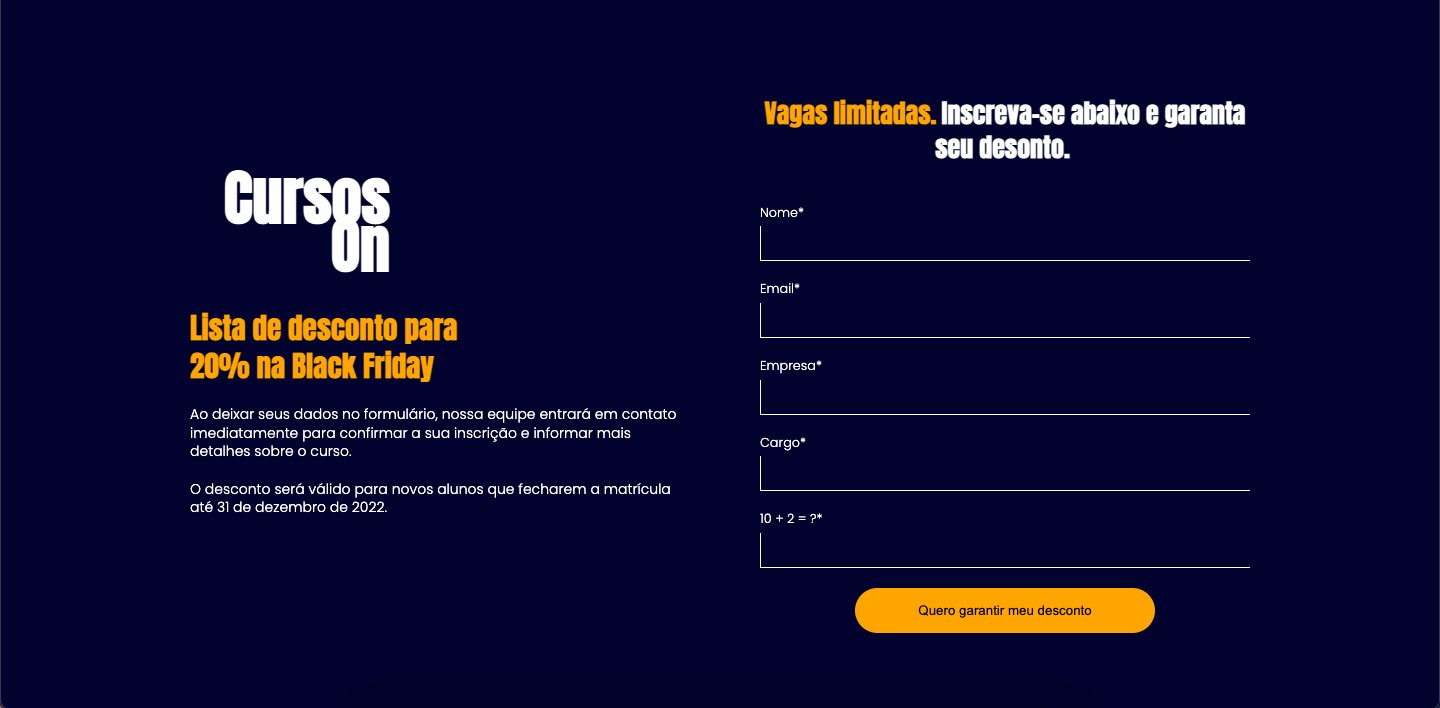 Cursos
On
Lista de desconto para
20% na Black Friday
Ao deixar seus dados no formulário, nossa equipe entrará em contato
imediatamente para confirmar a sua inscrição e informar mais
detalhes sobre o curso.
O desconto será válido para novos alunos que fecharem a matrícula
até 31 de dezembro de 2022.
Vagas limitadas. Inscreva-se abaixo e garanta
seu desonto.
Nome*
Email*
Empresa*
Cargo*
10 + 2 = ?*
Quero garantir meu desconto